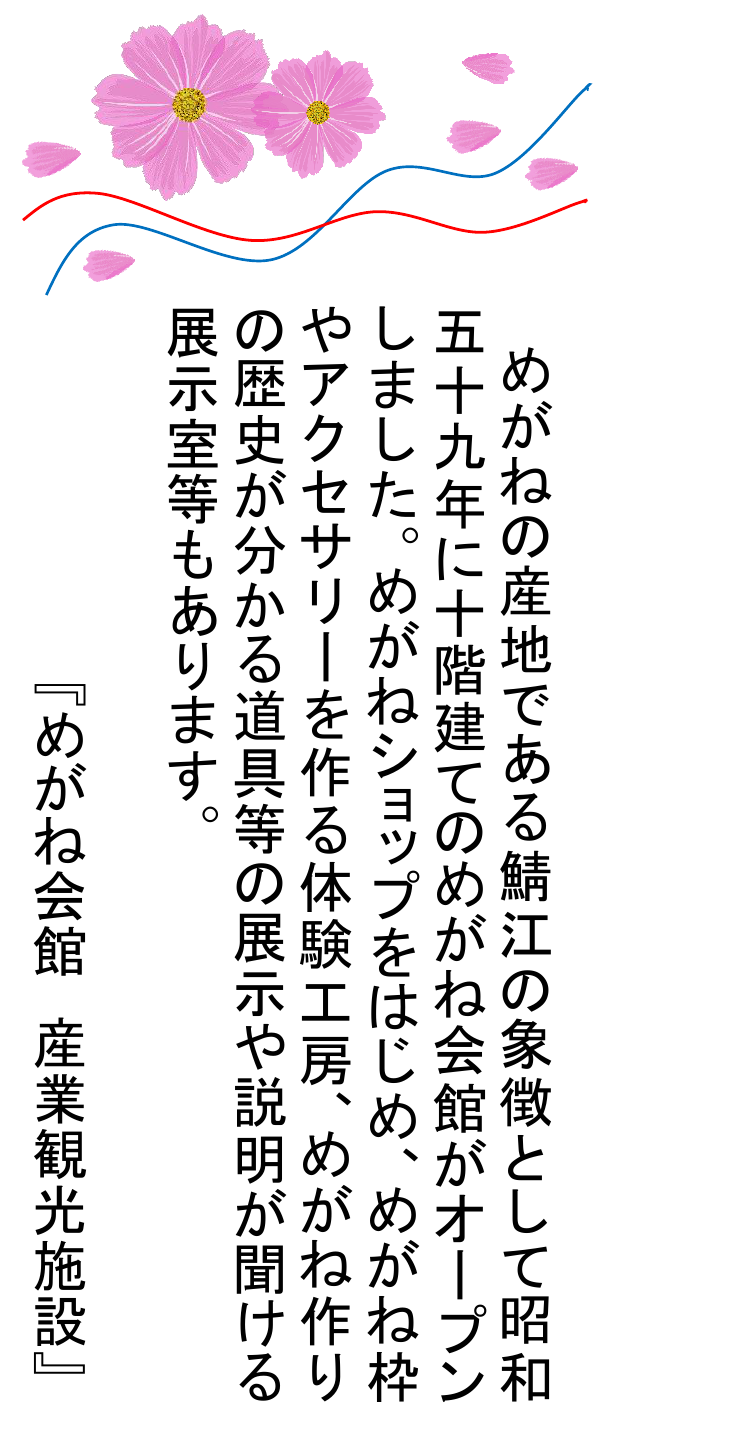 めがねの産地である鯖江の象徴として昭和
五十九年に十階建てのめがね会館がオープン
しました。めがねショップをはじめ、めがね枠
やアクセサリーを作る体験工房、めがね作り
の歴史が分かる道具等の展示や説明が聞ける
展示室等もあります。
『めがね会館　産業観光施設』